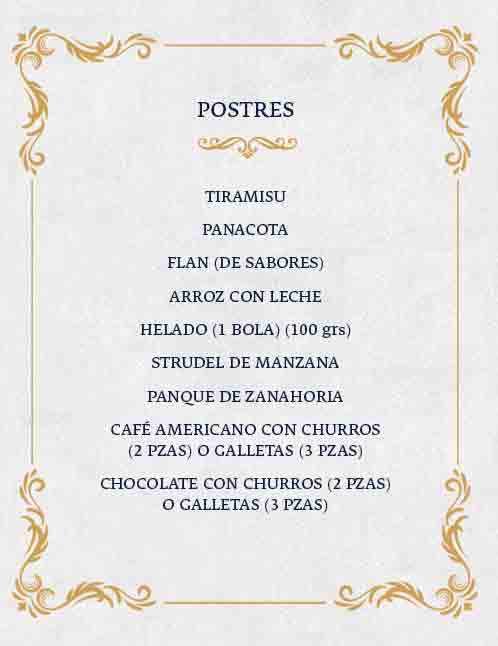 POSTRES
TIRAMISU
PANACOTA
FLAN (DE SABORES)
ARROZ CON LECHE
HELADO (1 BOLA) (100 grs)
STRUDEL DE MANZANA
PANQUE DE ZANAHORIA
CAFÉ AMERICANO CON CHURROS
(2 PZAS) O GALLETAS (3 PZAS)
CHOCOLATE CON CHURROS (2 PZAS)
O GALLETAS (3 PZAS)